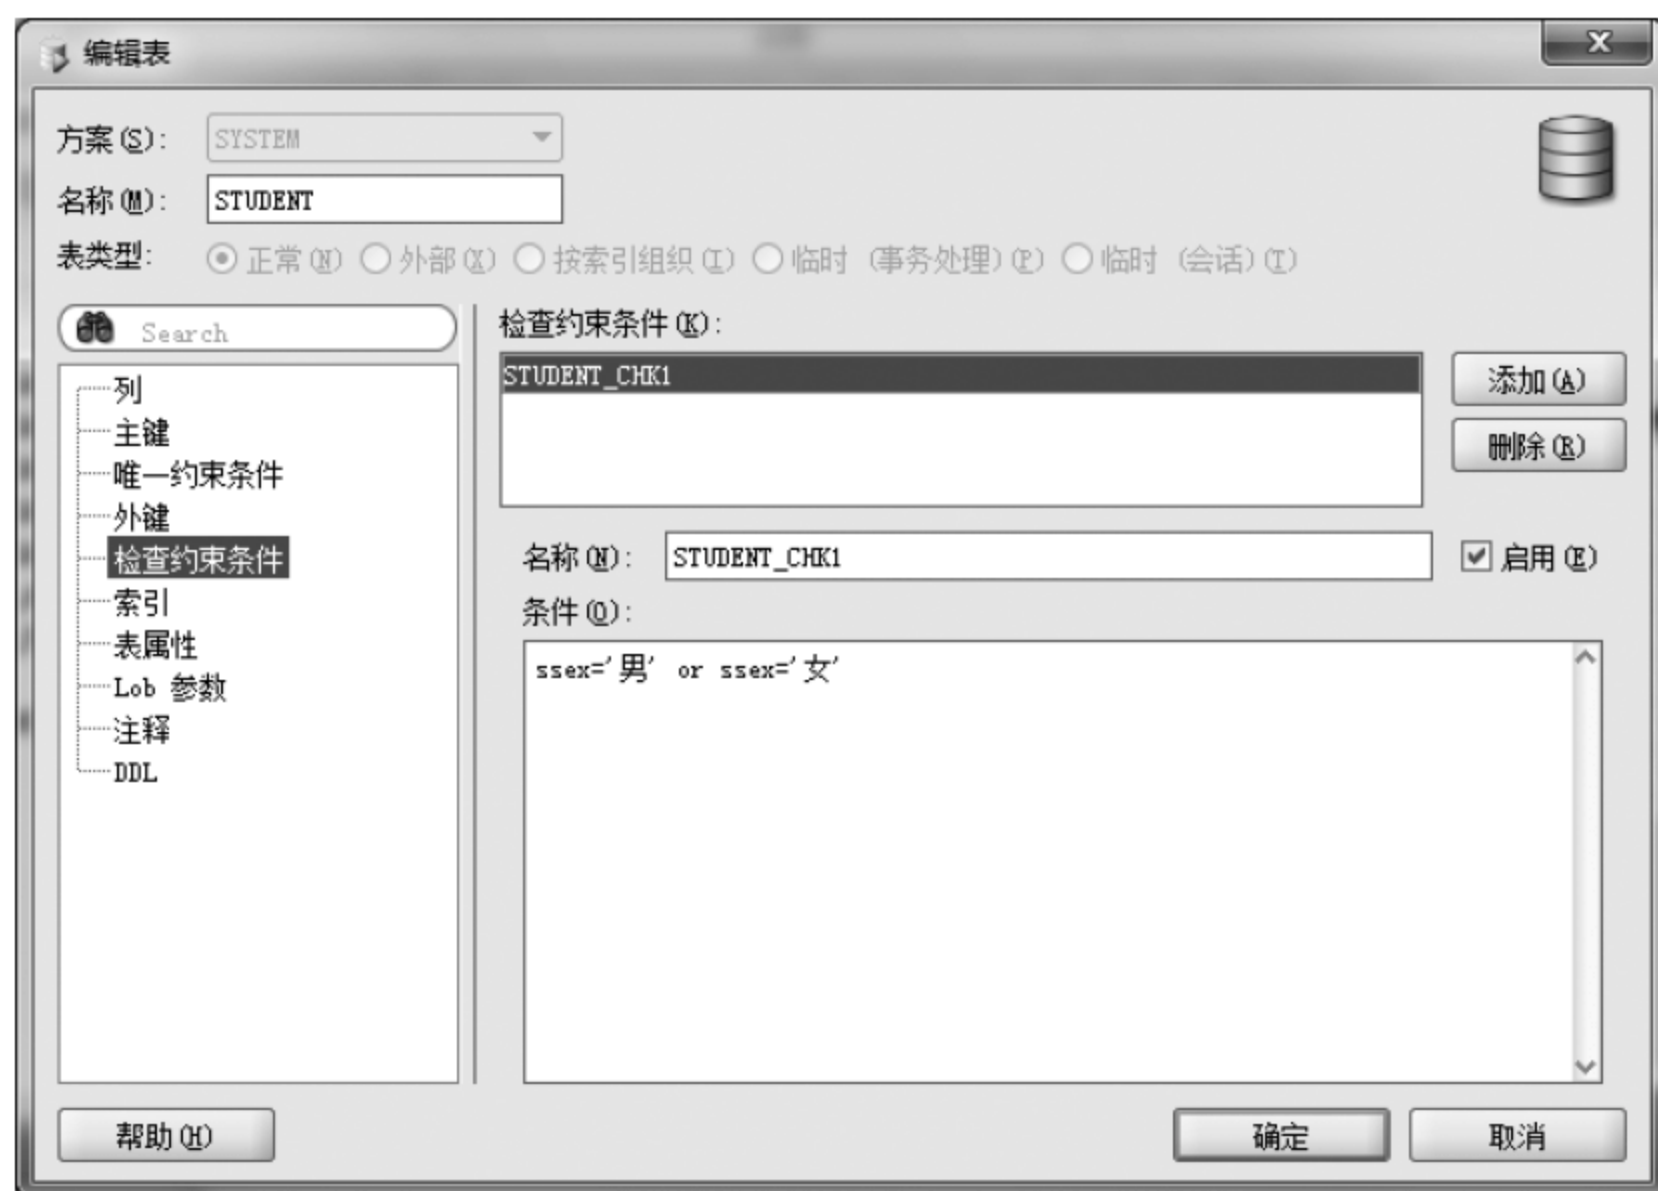 编辑表
方案(S): SYSTEM
名称(M): STUDENT
表类型: 正常(N) 外部(X) 按索引组织(I) 临时 (事务处理)(P) 临时 (会话)(T)
Search
列
主键
唯一约束条件
外键
检查约束条件
索引
表属性
Lob 参数
注释
DDL
检查约束条件(K):
STUDENT_CHK1
添加(A)
删除(R)
名称(N): STUDENT_CHK1 启用(E)
条件(O):
ssex='男' or ssex='女'
帮助(H) 确定 取消